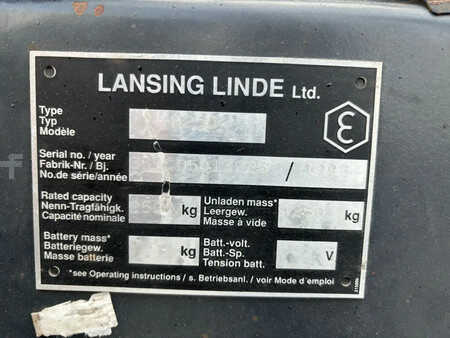 LANSING LINDE Ltd.
Type
Typ
Modèle
Serial no. / year
Fabrik-Nr. / Bj.
No.de série/année
/
Rated capacity
Nenn-Tragfähigk.
Capacité nominale
kg
Unladen mass*
Leergew.
Masse à vide
kg
Battery mass*
Batteriegew.
Masse batterie
kg
Batt.-volt.
Batt.-Sp.
Tension batt.
V
*see Operating instructions / s. Betriebsanl. / voir Mode d'emploi